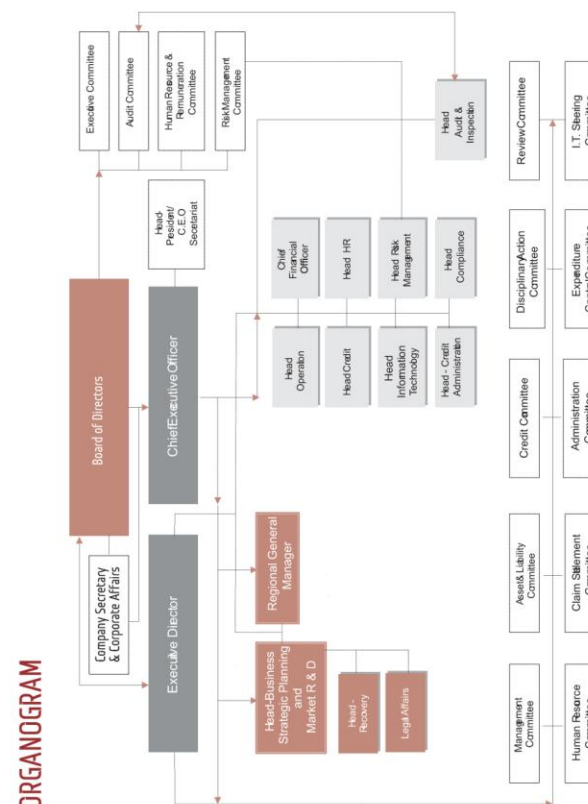 ORGANOGRAM
Board of Directors
Executive Committee
Audit Committee
Human Resource &
Remuneration
Committee
Risk Management
Committee
Company Secretary
& Corporate Affairs
Executive Director
Chief Executive Officer
Head-
President/
C.E.O
Secetariat
Head-Business
Strategic Planning
and
Market R & D
Regional General
Manager
Head -
Recovery
Legal Affairs
Head
Operation
Chief
Financial
Officer
Head Credit
Head HR
Head
Information
Technology
Head Risk
Management
Head - Credit
Administration
Head
Compliance
Head
Audit &
Inspection
Management
Committee
Asset & Liability
Committee
Credit Committee
Disciplinary Action
Committee
Review Committee
Human Resource
Claim Settlement
Administration
Expenditure
I.T. Steering